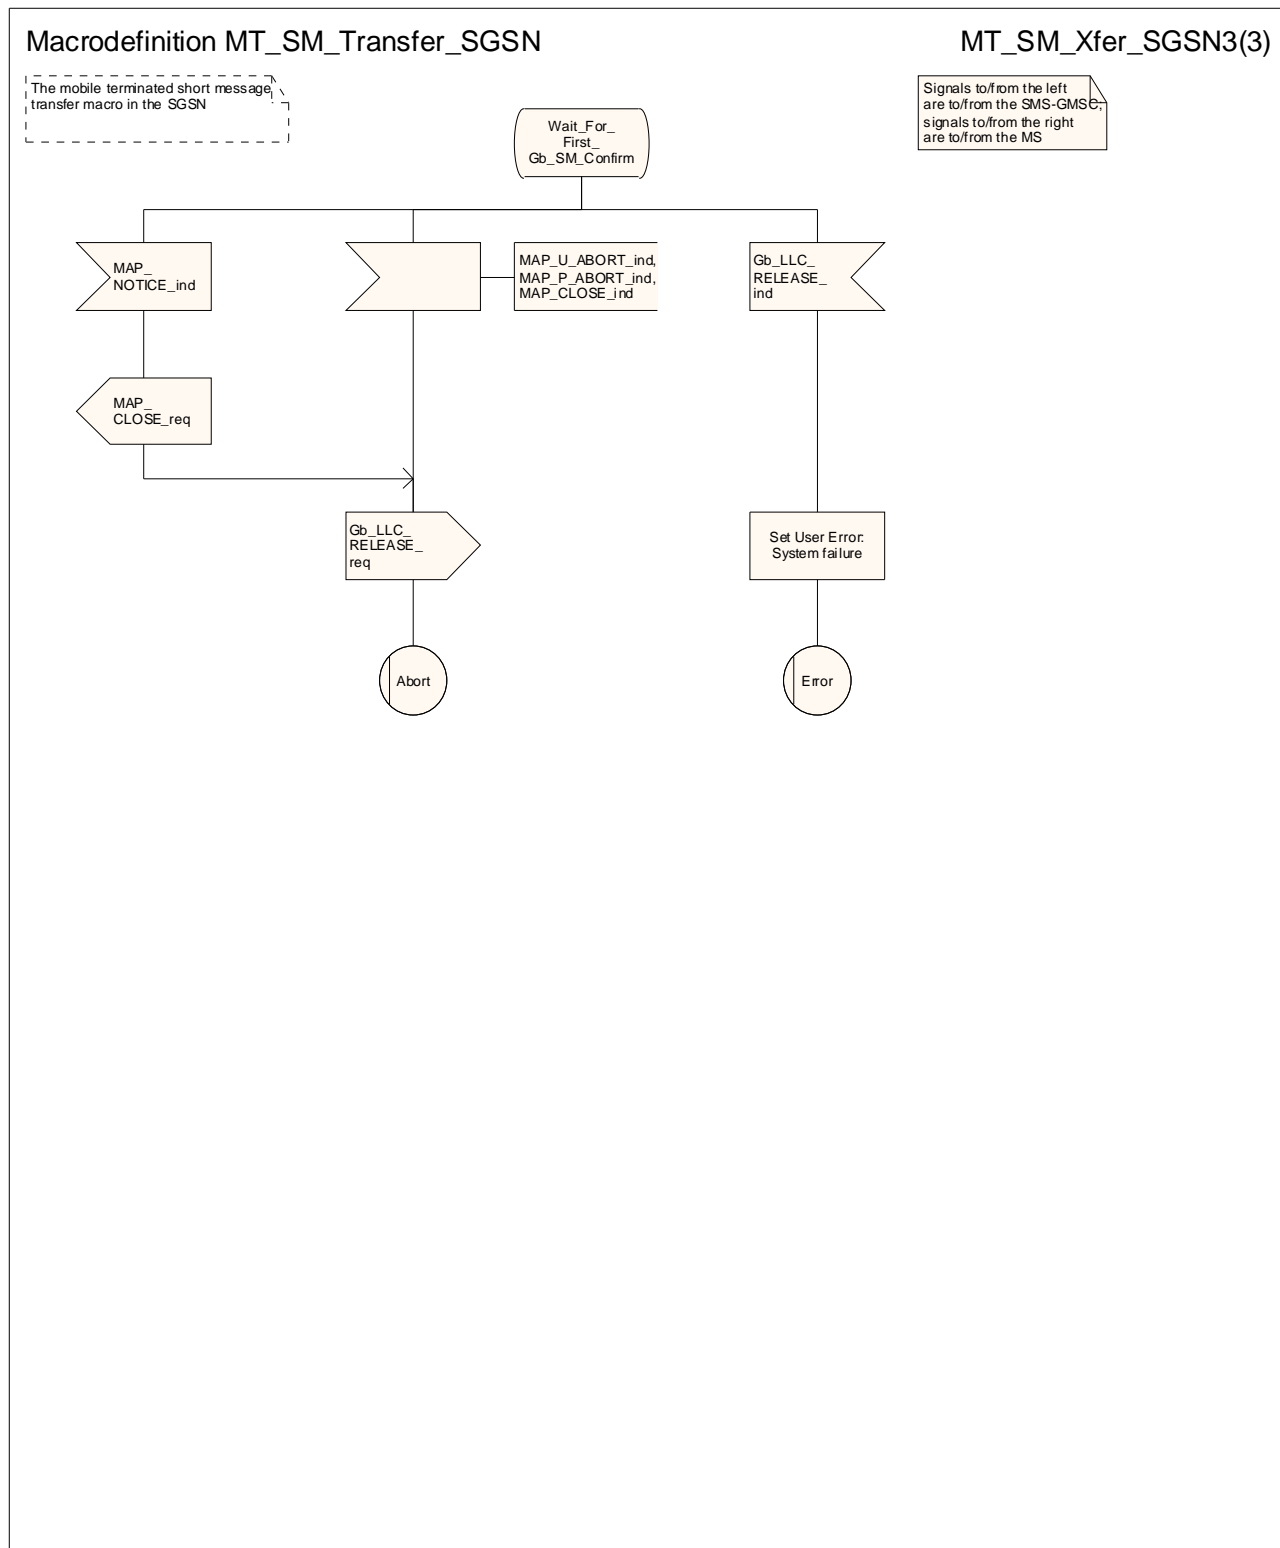 Macrodefinition MT_SM_Transfer_SGSN
MT_SM_Xfer_SGSN3(3)
The mobile terminated short message
transfer macro in the SGSN
Signals to/from the left
are to/from the SMS-GMSC;
signals to/from the right
are to/from the MS
Wait_For_
First_
Gb_SM_Confirm
MAP_
NOTICE_ind
MAP_U_ABORT_ind,
MAP_P_ABORT_ind,
MAP_CLOSE_ind
Gb_LLC_
RELEASE_
ind
MAP_
CLOSE_req
Gb_LLC_
RELEASE_
req
Set User Error:
System failure
Abort
Error